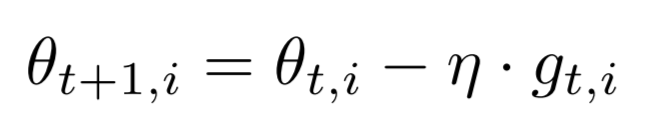 θ_{t+1,i} = θ_{t,i} − η · g_{t,i}